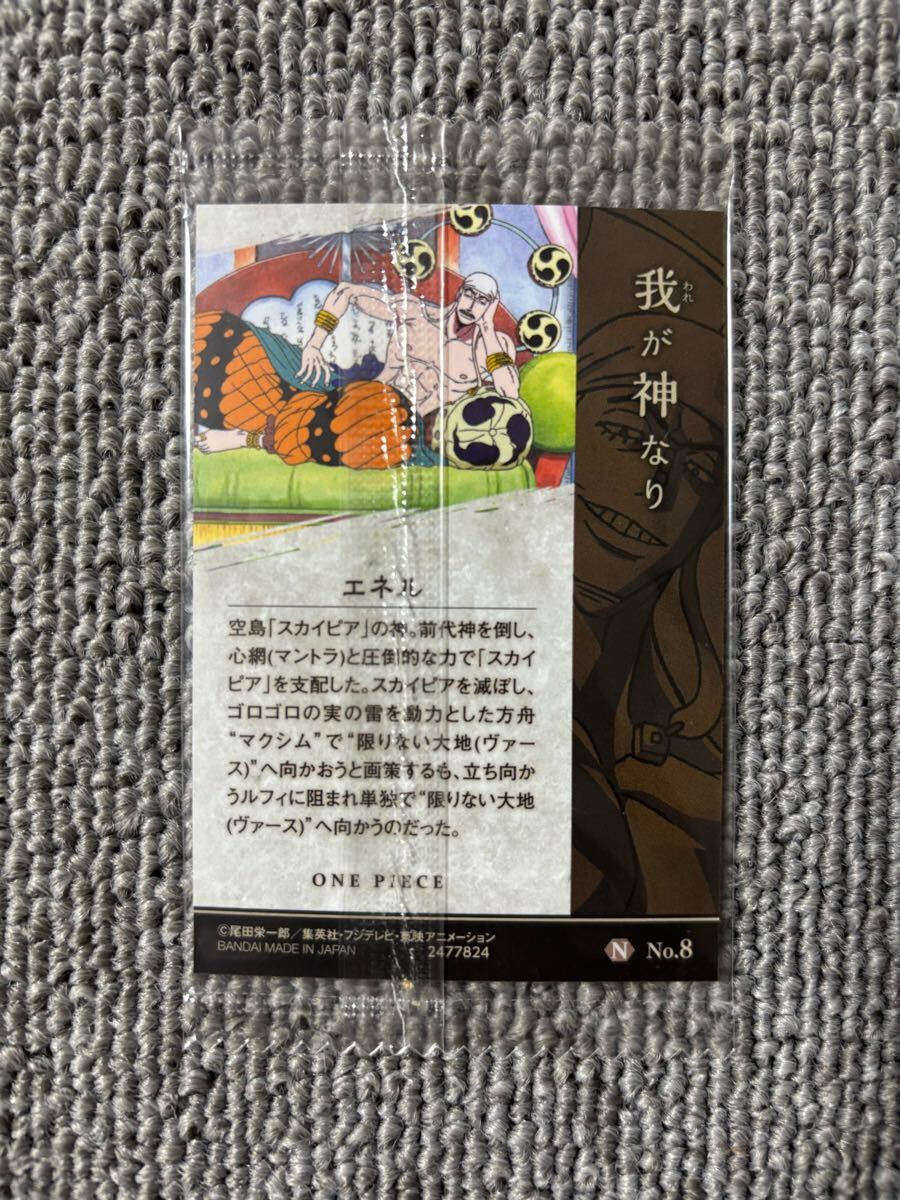 我が神なり
われ
エネル
空島「スカイピア」の神。前代神を倒し、
心網(マントラ)と圧倒的な力で「スカイ
ピア」を支配した。スカイピアを滅ぼし、
ゴロゴロの実の雷を動力とした方舟
“マクシム”で“限りない大地(ヴァー
ス)”へ向かおうと画策するも、立ち向か
うルフィに阻まれ単独で“限りない大地
(ヴァース)”へ向かうのだった。
ONE PIECE
©尾田栄一郎／集英社・フジテレビ・東映アニメーション
BANDAI MADE IN JAPAN 2477824
N No.8